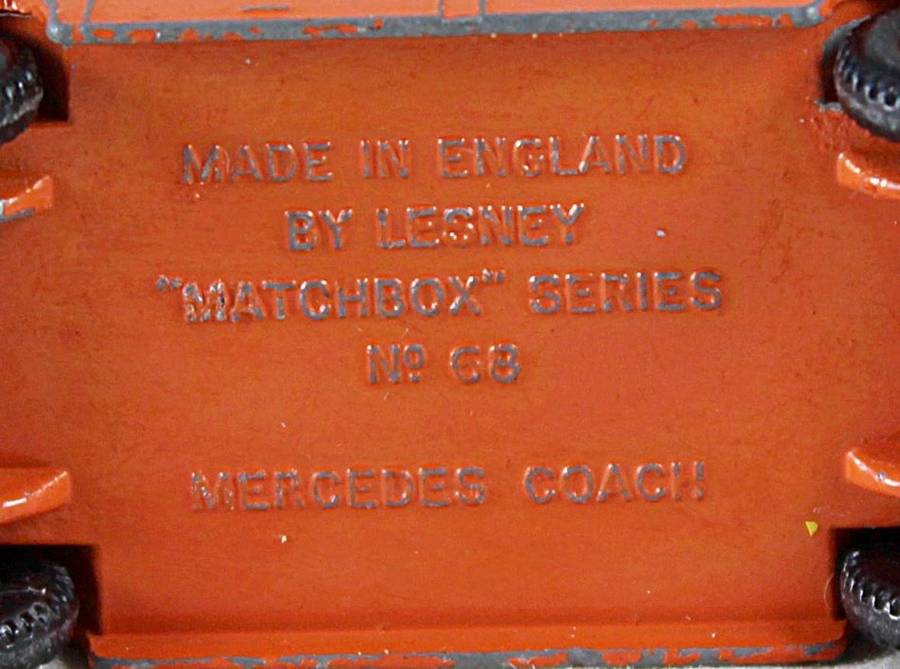 MADE IN ENGLAND
BY LESNEY
"MATCHBOX" SERIES
Nº 68
MERCEDES COACH